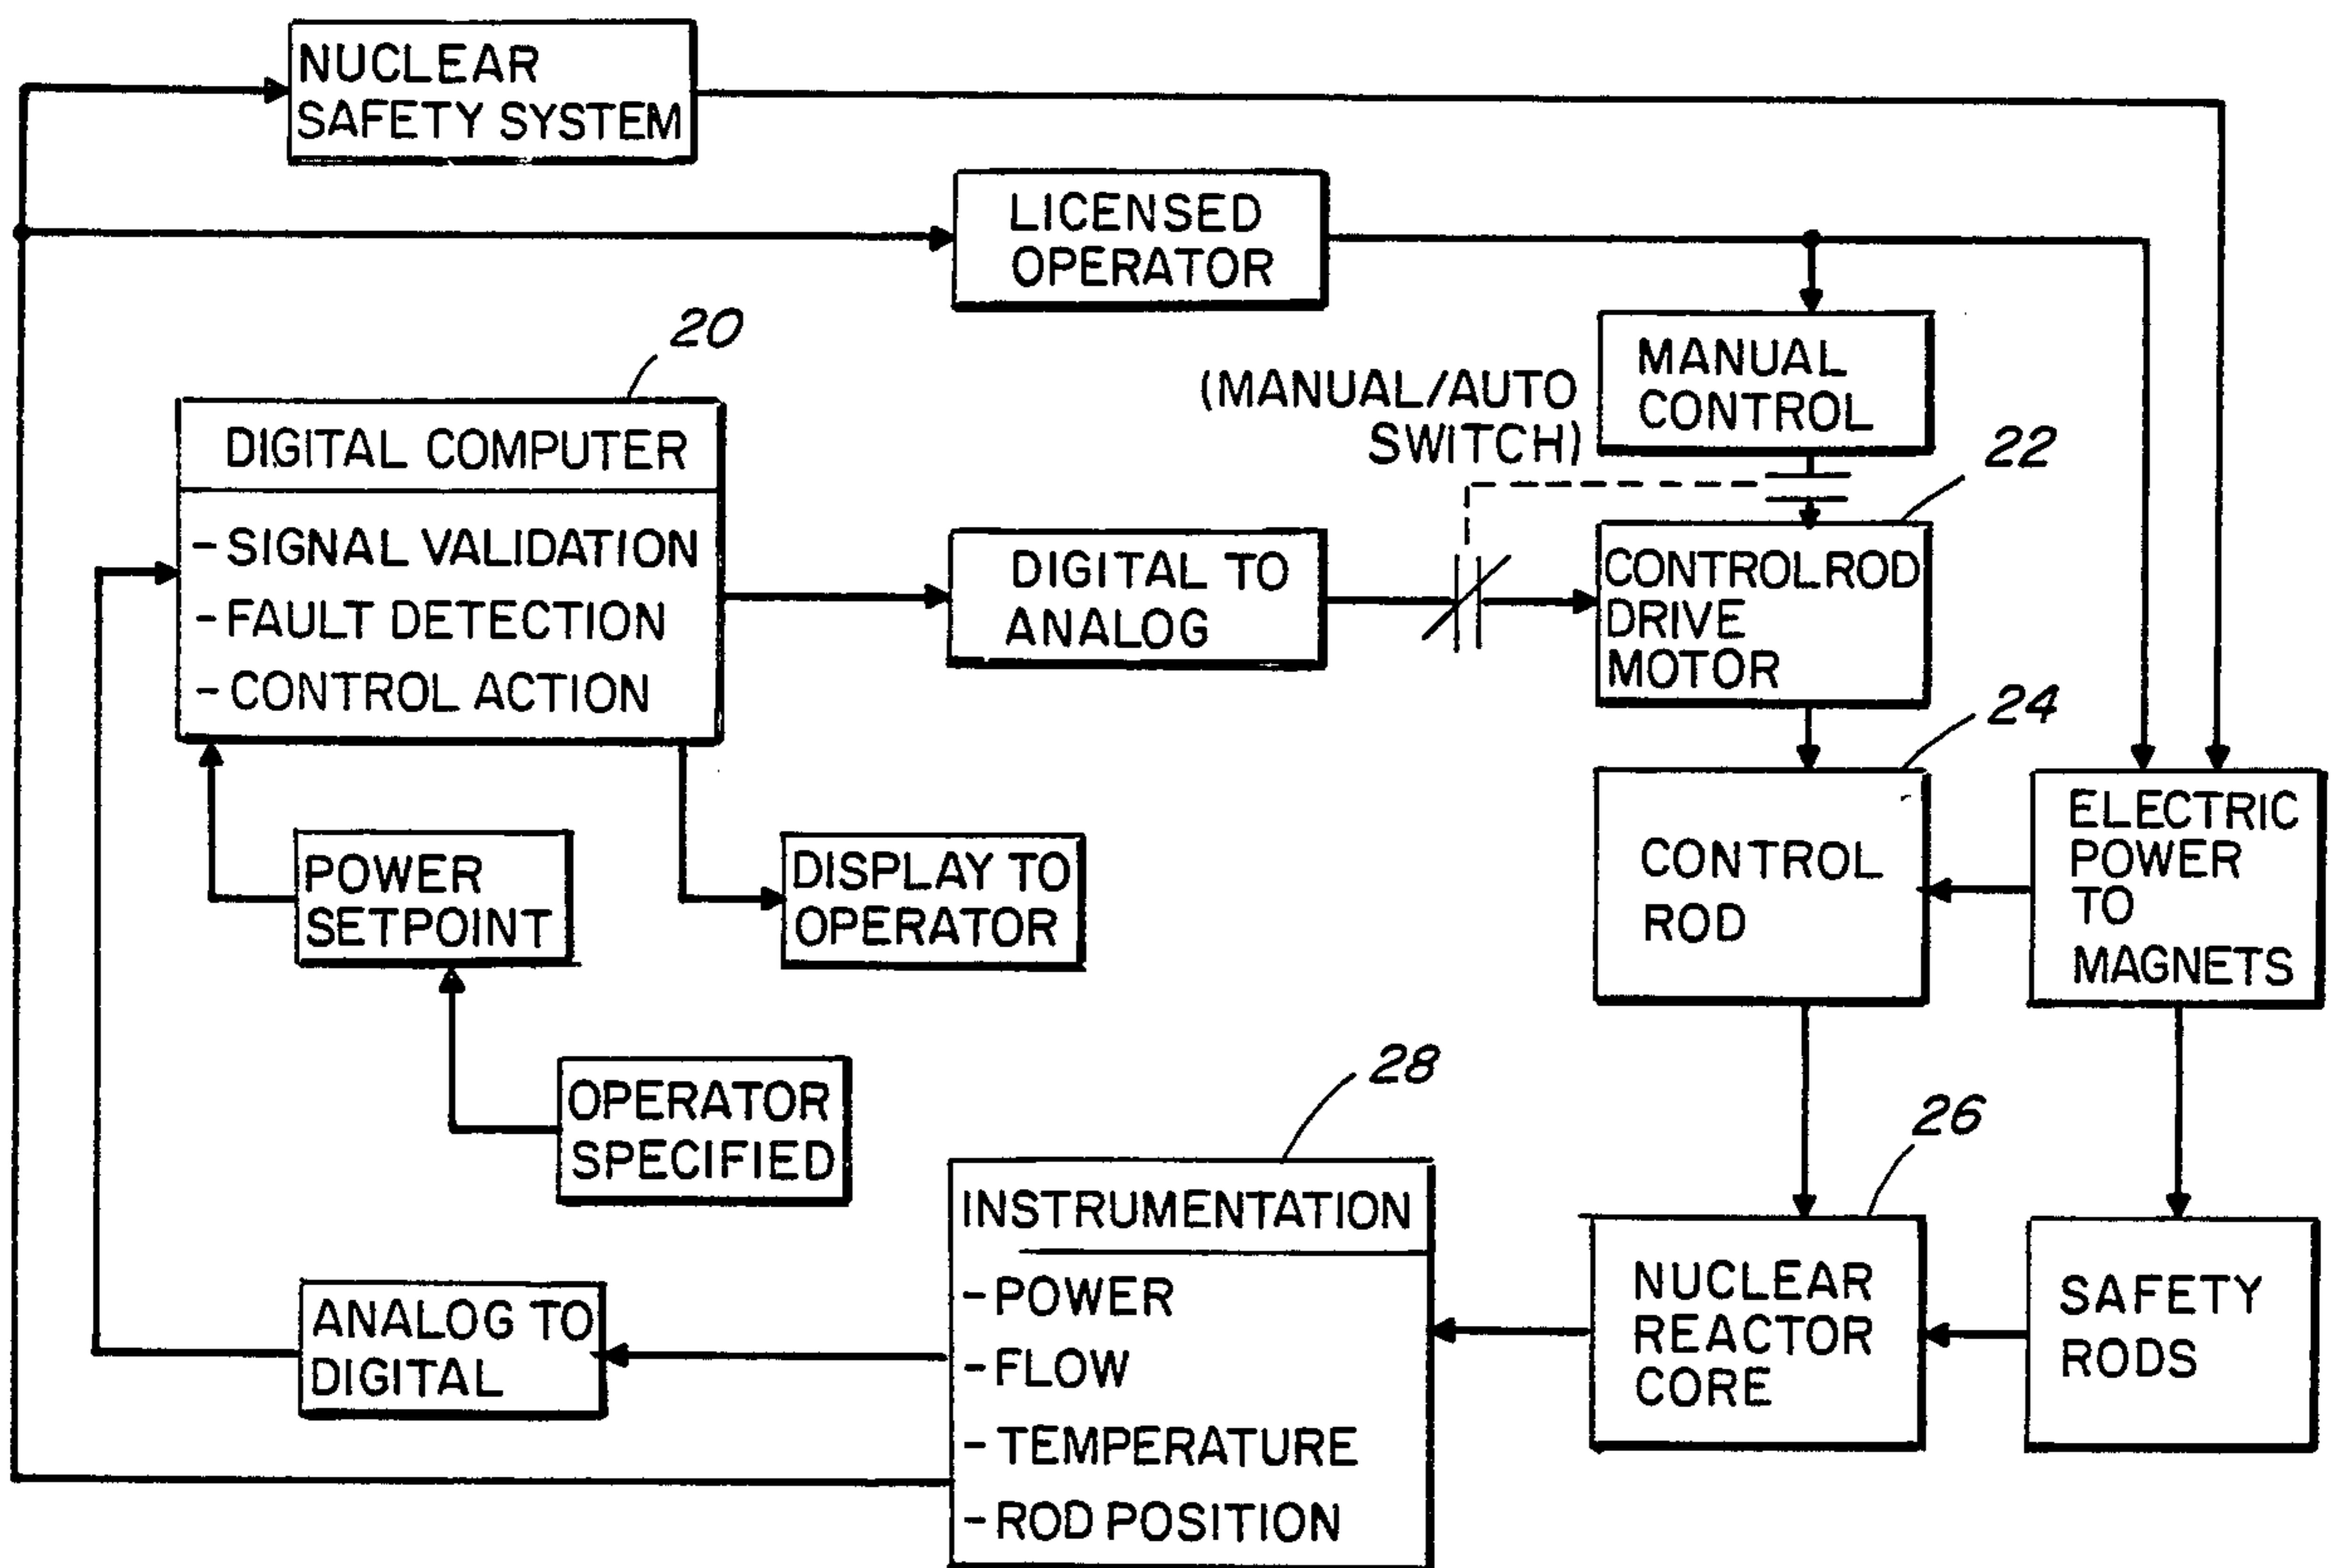 NUCLEAR
SAFETY SYSTEM
LICENSED
OPERATOR
20
MANUAL
CONTROL
(MANUAL/AUTO
SWITCH)
22
DIGITAL COMPUTER
- SIGNAL VALIDATION
- FAULT DETECTION
- CONTROL ACTION
DIGITAL TO
ANALOG
CONTROL ROD
DRIVE
MOTOR
24
POWER
SETPOINT
DISPLAY TO
OPERATOR
CONTROL
ROD
ELECTRIC
POWER
TO
MAGNETS
OPERATOR
SPECIFIED
28
26
INSTRUMENTATION
- POWER
- FLOW
- TEMPERATURE
- ROD POSITION
ANALOG TO
DIGITAL
NUCLEAR
REACTOR
CORE
SAFETY
RODS